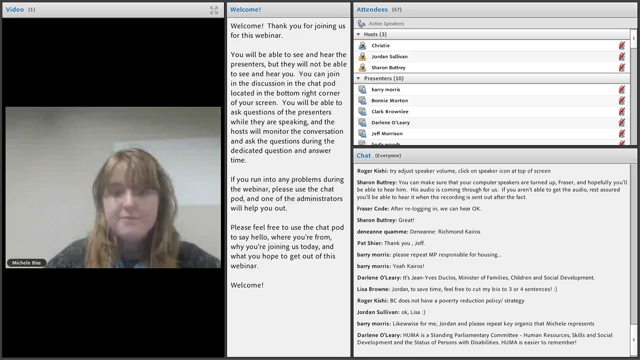 Video (1)
Michele Biss
Welcome!
Welcome!  Thank you for joining us
for this webinar.
You will be able to see and hear the
presenters, but they will not be able
to see and hear you.  You can join
in the discussion in the chat pod
located in the bottom right corner
of your screen.  You will be able to
ask questions of the presenters
while they are speaking, and the
hosts will monitor the conversation
and ask the questions during the
dedicated question and answer
time.
If you run into any problems during
the webinar, please use the chat
pod, and one of the administrators
will help you out.
Please feel free to use the chat pod
to say hello, where you're from,
why you're joining us today, and
what you hope to get out of this
webinar.
Welcome!
Attendees (57)
Active Speakers
Hosts (3)
Christie
Jordan Sullivan
Sharon Buttrey
Presenters (10)
barry morris
Bonnie Morton
Clark Brownlee
Darlene O'Leary
Jeff Morrison
Chat (Everyone)
Roger Kishi: try adjust speaker volume, click on speaker icon at top of screen
Sharon Buttrey: You can make sure that your computer speakers are turned up, Fraser, and hopefully you'll
be able to hear him.  His audio is coming through for us.  If you aren't able to get the audio, rest assured
you'll be able to hear it when the recording is sent out after the fact.
Fraser Code: After re-logging in, we can hear OK.
Sharon Buttrey: Great!
deneanne quamme: Deneanne; Richmond Kairos
Pat Shier: Thank you , Jeff.
barry morris: please repeat MP responsible for housing...
barry morris: Yeah Kairos!
Darlene O'Leary: It's Jean-Yves Duclos, Minister of Families, Children and Social Development.
Lisa Browne: Jordan, to save time, feel free to cut my bio to 3 or 4 sentences! :)
Roger Kishi: BC does not have a poverty reduction policy/ strategy
Jordan Sullivan: ok, Lisa :)
barry morris: Likewwise for me, Jordan and please repeat key organiz that Michele represents
Darlene O'Leary: HUMA is a Standing Parliamentary Committee - Human Resources, Skills and Social
Development and the Status of Persons with Disabilities. HUMA is easier to remember!